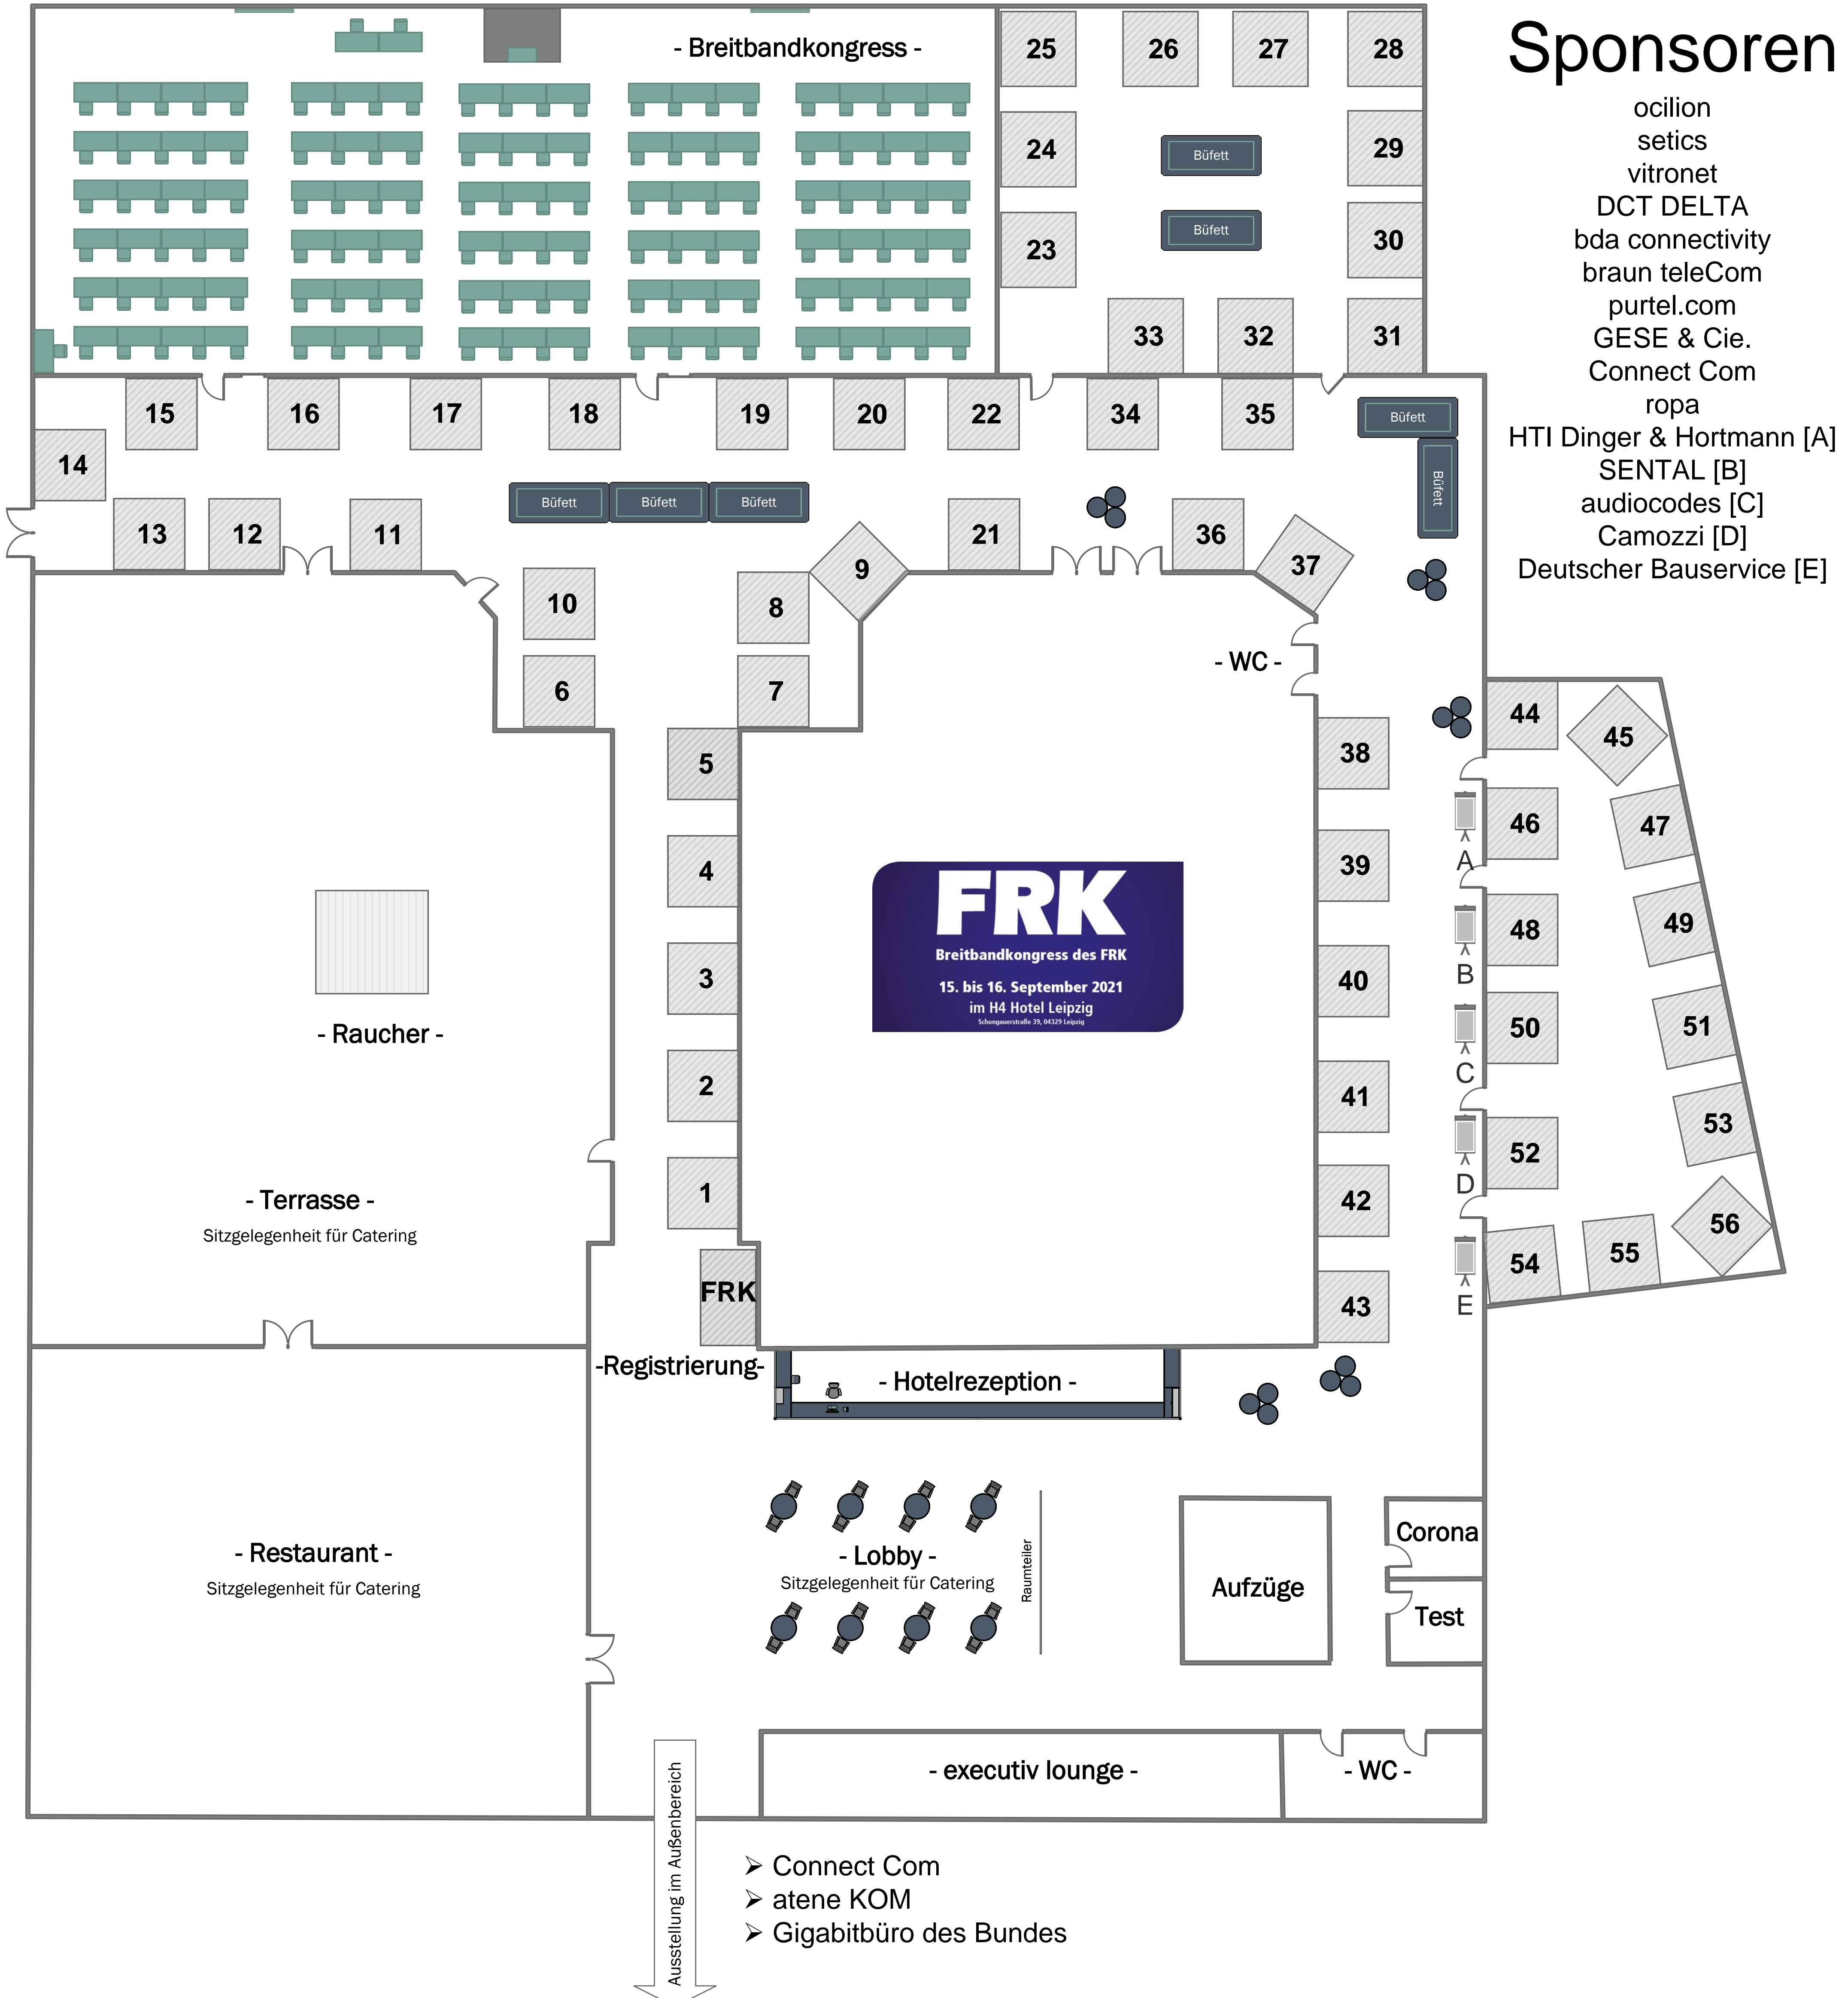 - Breitbandkongress -
25
26
27
28
24
Büfett
29
23
Büfett
30
33
32
31
Sponsoren
ocilion
setics
vitronet
DCT DELTA
bda connectivity
braun teleCom
purtel.com
GESE & Cie.
Connect Com
ropa
HTI Dinger & Hortmann [A]
SENTAL [B]
audiocodes [C]
Camozzi [D]
Deutscher Bauservice [E]
15
16
17
18
19
20
22
34
35
Büfett
14
Büfett
Büfett
Büfett
Büfett
13
12
11
21
36
37
9
10
8
6
7
- WC -
5
4
3
2
1
FRK
FRK
Breitbandkongress des FRK
15. bis 16. September 2021
im H4 Hotel Leipzig
Schongauerstraße 39, 04329 Leipzig
38
39
40
41
42
43
A
B
C
D
E
44
45
46
47
48
49
50
51
52
53
54
55
56
- Raucher -
- Terrasse -
Sitzgelegenheit für Catering
-Registrierung-
- Hotelrezeption -
- Restaurant -
Sitzgelegenheit für Catering
- Lobby -
Sitzgelegenheit für Catering
Raumteiler
Aufzüge
Corona
Test
- executiv lounge -
- WC -
Ausstellung im Außenbereich
➢ Connect Com
➢ atene KOM
➢ Gigabitbüro des Bundes